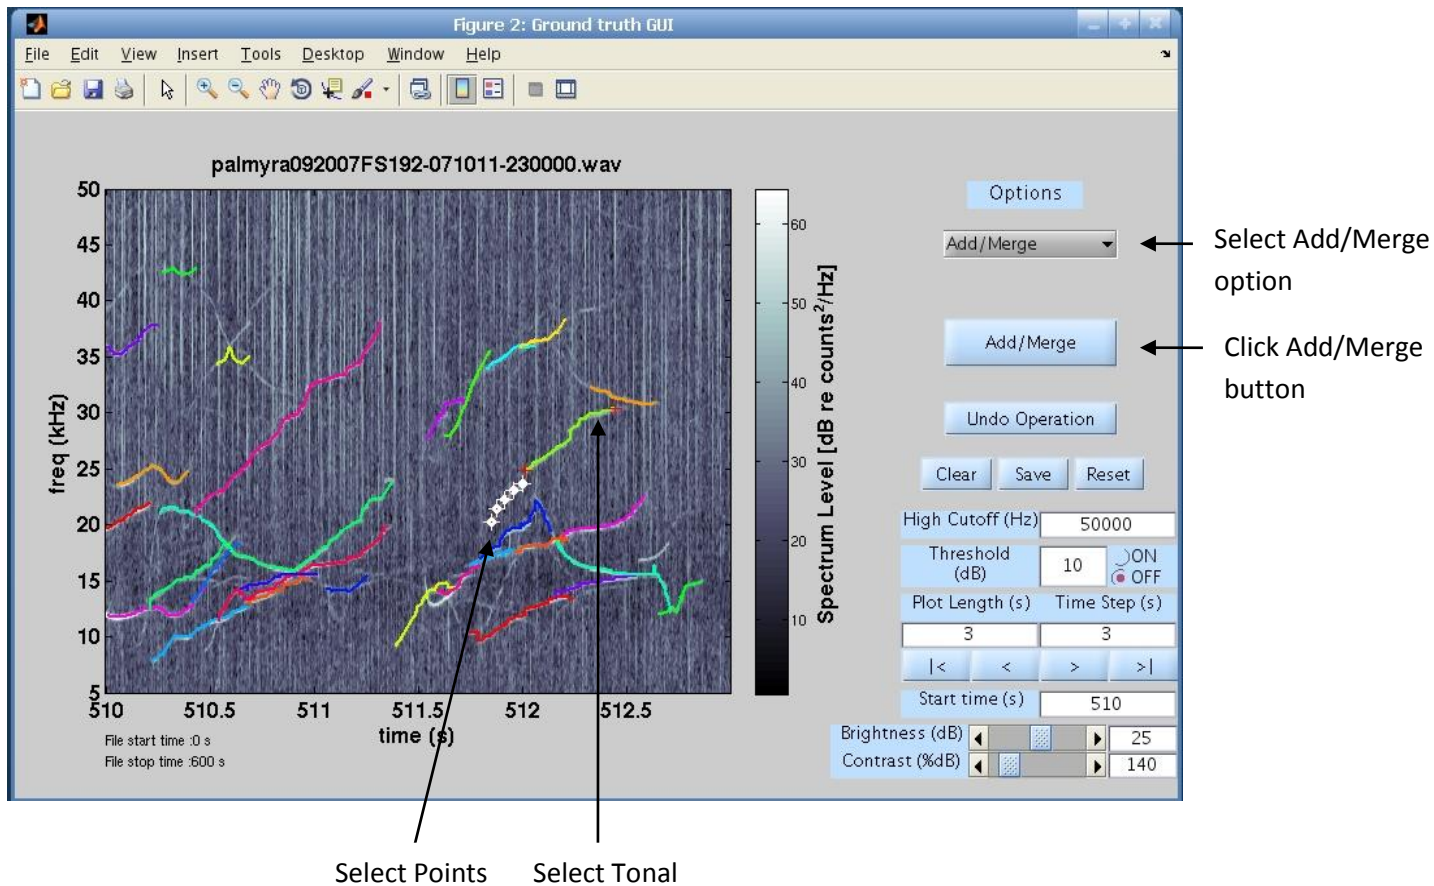 Figure 2: Ground truth GUI
File Edit View Insert Tools Desktop Window Help
palmyra092007FS192-071011-230000.wav
50
45
40
35
30
25
20
15
10
5
freq (kHz)
510 510.5 511 511.5 512 512.5
time (s)
File start time :0 s
File stop time :600 s
60
50
40
30
20
10
Spectrum Level [dB re counts²/Hz]
Options
Add/Merge
Add/Merge
Undo Operation
Clear Save Reset
High Cutoff (Hz) 50000
Threshold
(dB)
10
ON
OFF
Plot Length (s) Time Step (s)
3 3
|< < > >|
Start time (s) 510
Brightness (dB) 25
Contrast (%dB) 140
Select Add/Merge
option
Click Add/Merge
button
Select Points Select Tonal